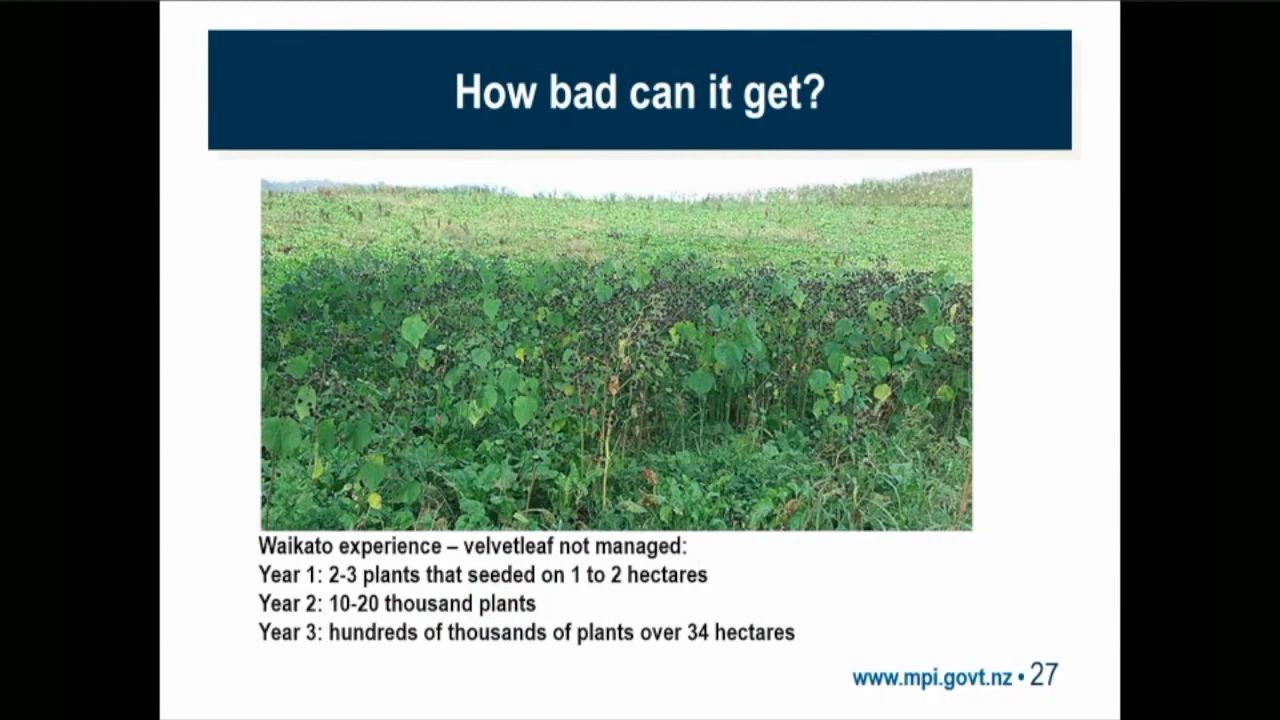 How bad can it get?
Waikato experience – velvetleaf not managed:
Year 1: 2-3 plants that seeded on 1 to 2 hectares
Year 2: 10-20 thousand plants
Year 3: hundreds of thousands of plants over 34 hectares
www.mpi.govt.nz • 27